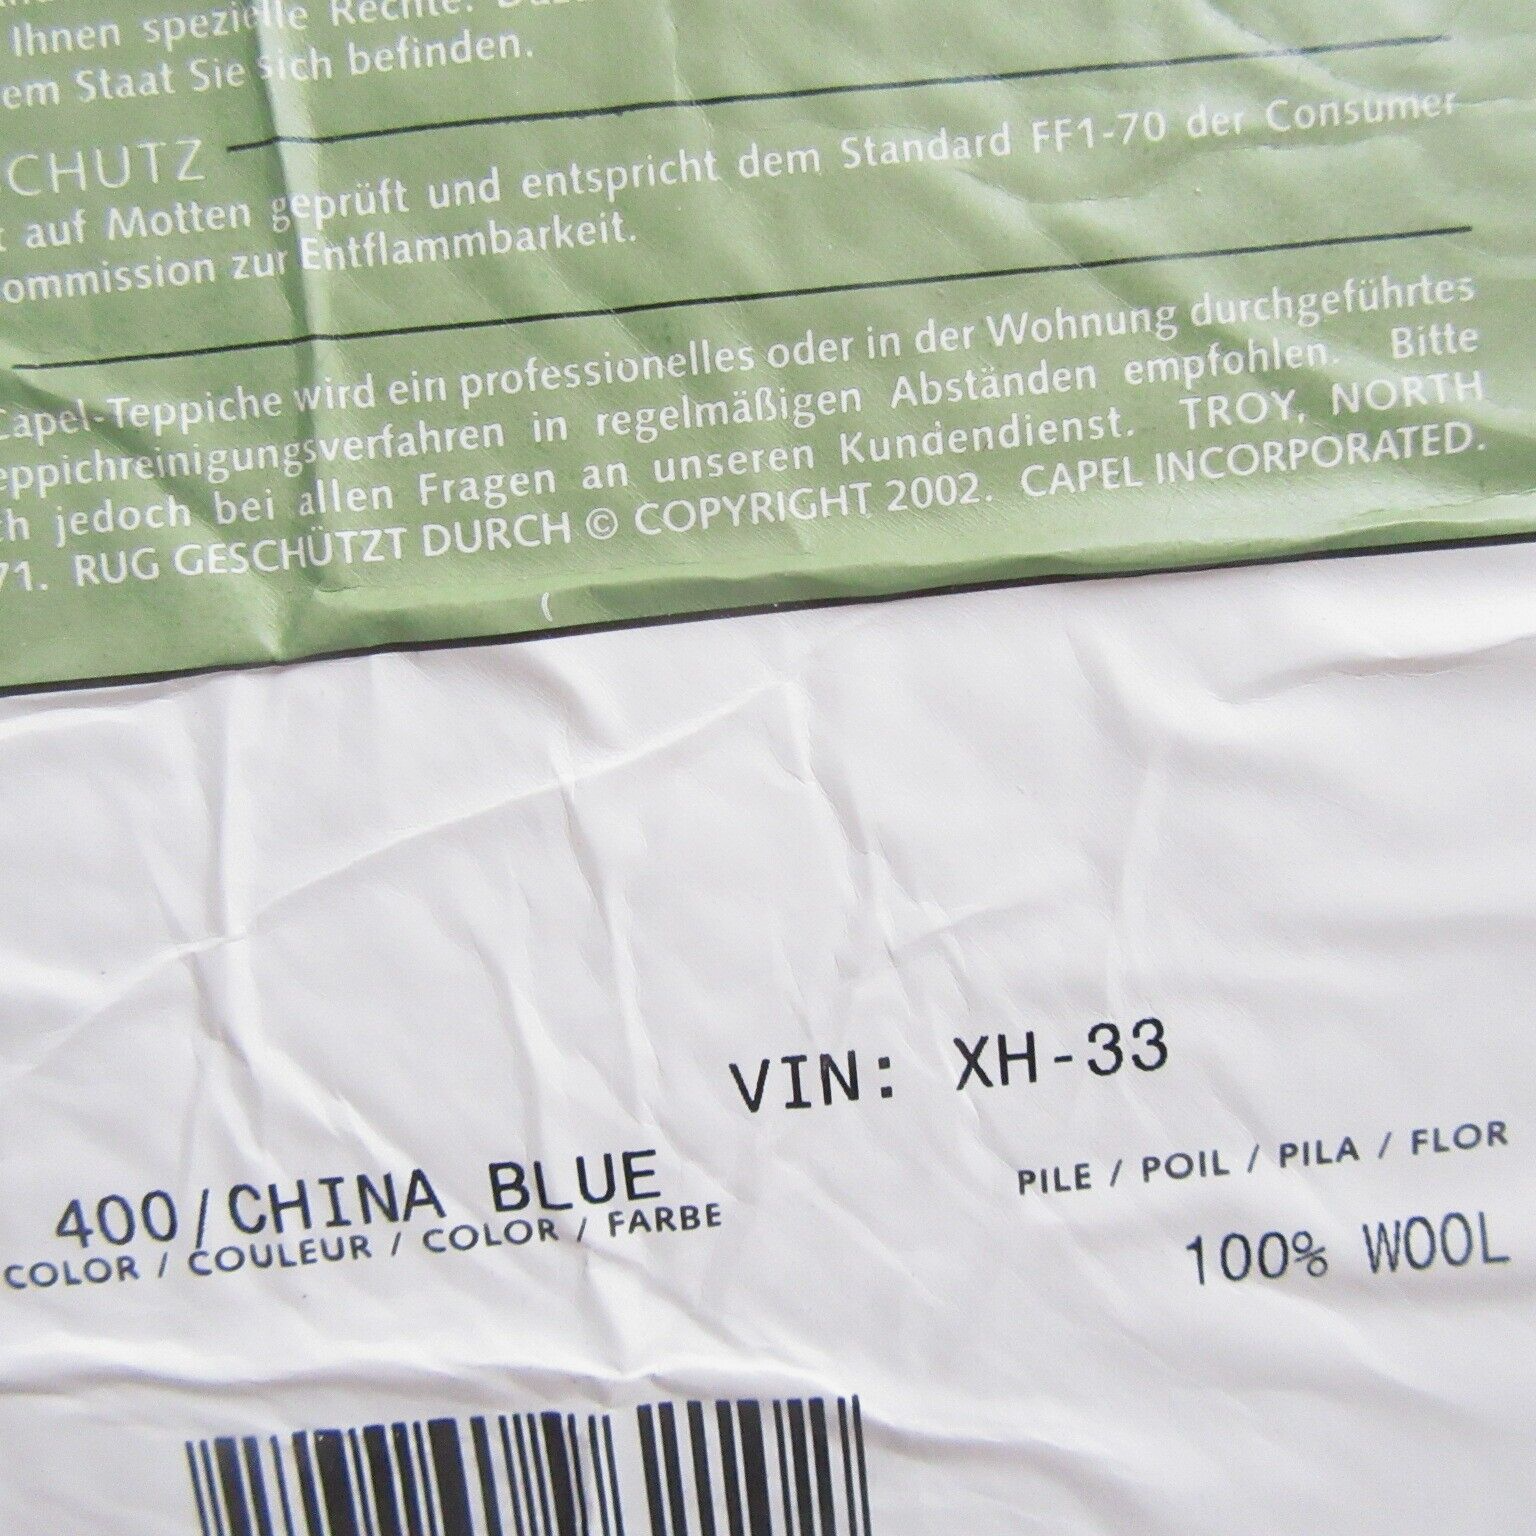 Ihnen spezielle Rechte.
em Staat Sie sich befinden.
CHUTZ
auf Motten geprüft und entspricht dem Standard FF1-70 der Consumer
ommission zur Entflammbarkeit.
Capel-Teppiche wird ein professionelles oder in der Wohnung durchgeführtes
eppichreinigungsverfahren in regelmäßigen Abständen empfohlen. Bitte
ch jedoch bei allen Fragen an unseren Kundendienst. TROY, NORTH
71. RUG GESCHÜTZT DURCH © COPYRIGHT 2002. CAPEL INCORPORATED.
VIN: XH-33
400/CHINA BLUE
COLOR / COULEUR / COLOR / FARBE
PILE / POIL / PILA / FLOR
100% WOOL